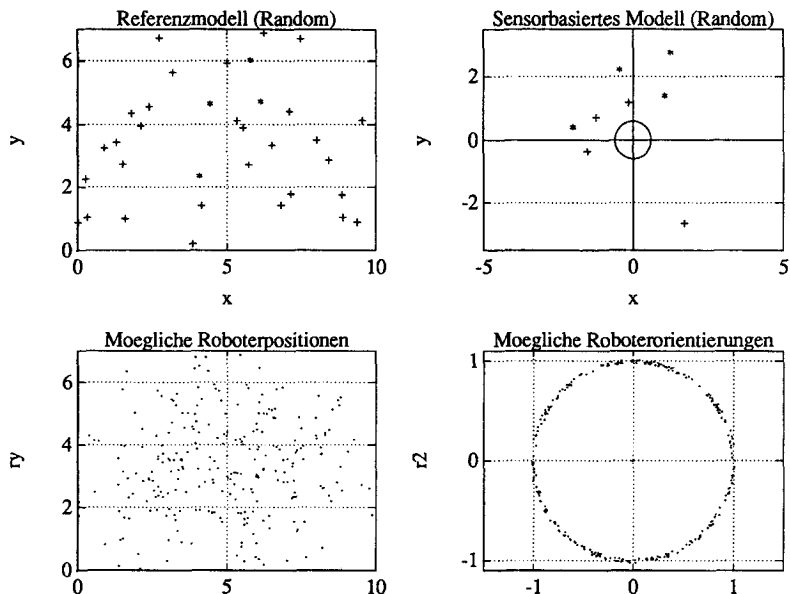 Referenzmodell (Random)
6
4
2
0
y
0
5
10
x
Sensorbasiertes Modell (Random)
2
0
-2
y
-5
0
5
x
Moegliche Roboterpositionen
6
4
2
0
ry
0
5
10
Moegliche Roboterorientierungen
1
0
-1
r2
-1
0
1